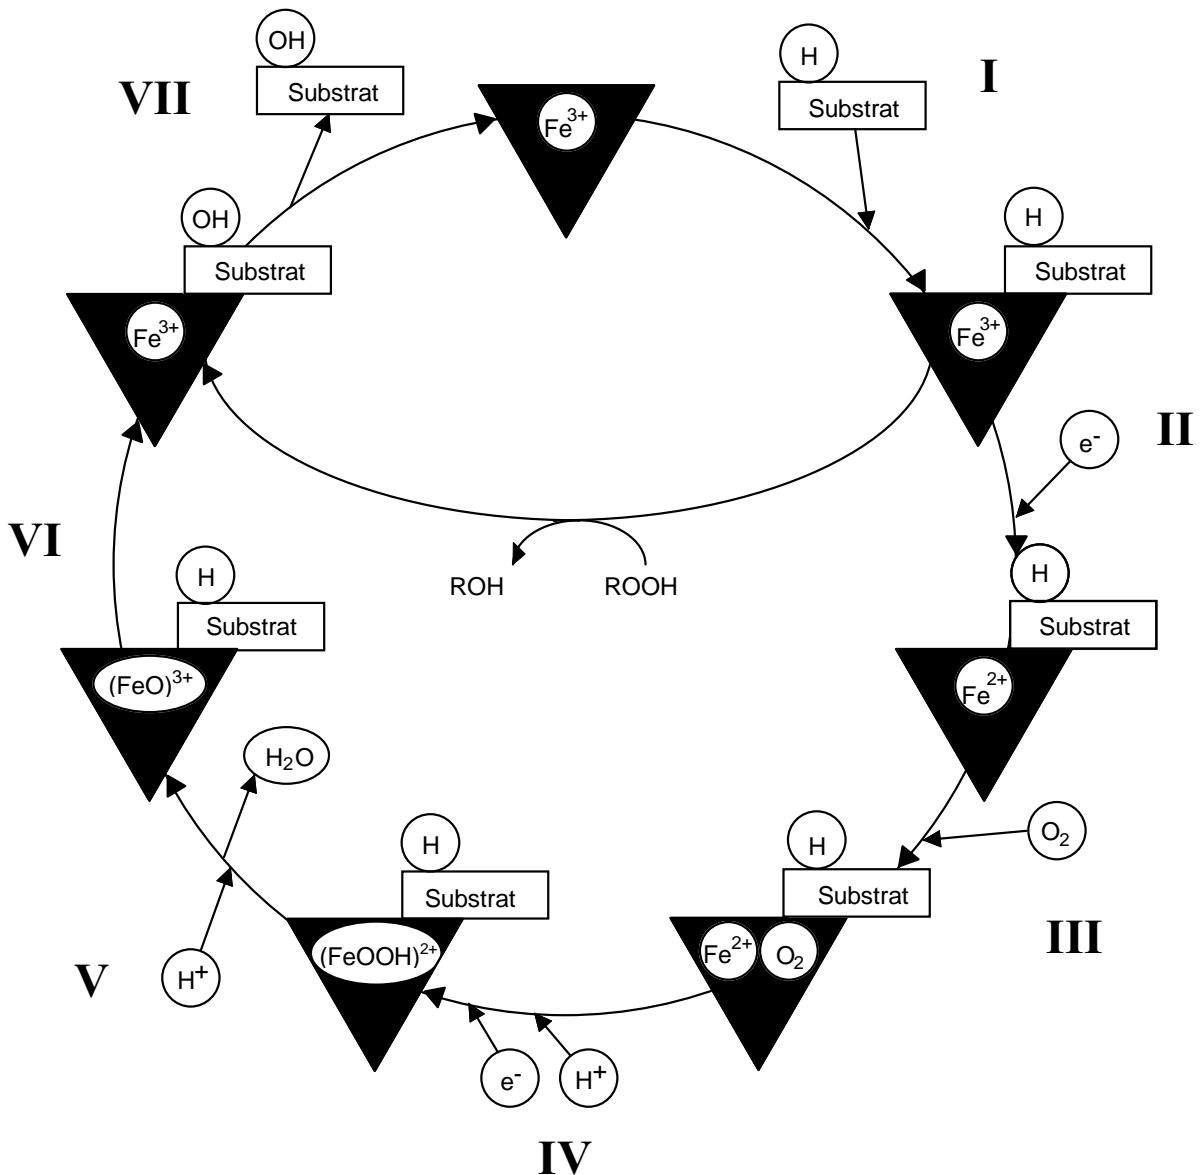 OH
Substrat
VII
Fe³⁺
H
Substrat
I
OH
Substrat
Fe³⁺
H
Substrat
Fe³⁺
e⁻
II
ROH
ROOH
VI
H
Substrat
(FeO)³⁺
H
Substrat
Fe²⁺
H₂O
O₂
H
Substrat
(FeOOH)²⁺
H
Substrat
Fe²⁺
O₂
III
V
H⁺
e⁻
H⁺
IV